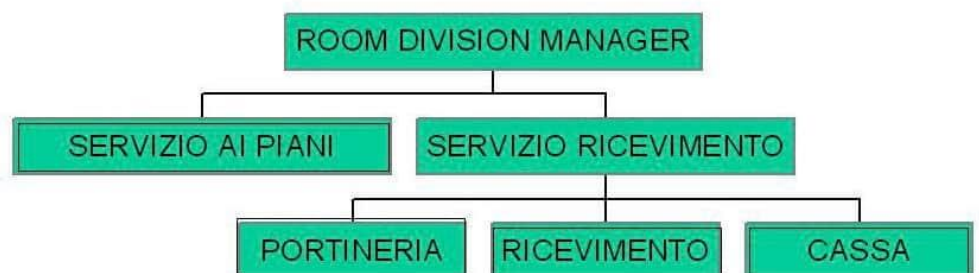 ROOM DIVISION MANAGER
SERVIZIO AI PIANI
SERVIZIO RICEVIMENTO
PORTINERIA
RICEVIMENTO
CASSA